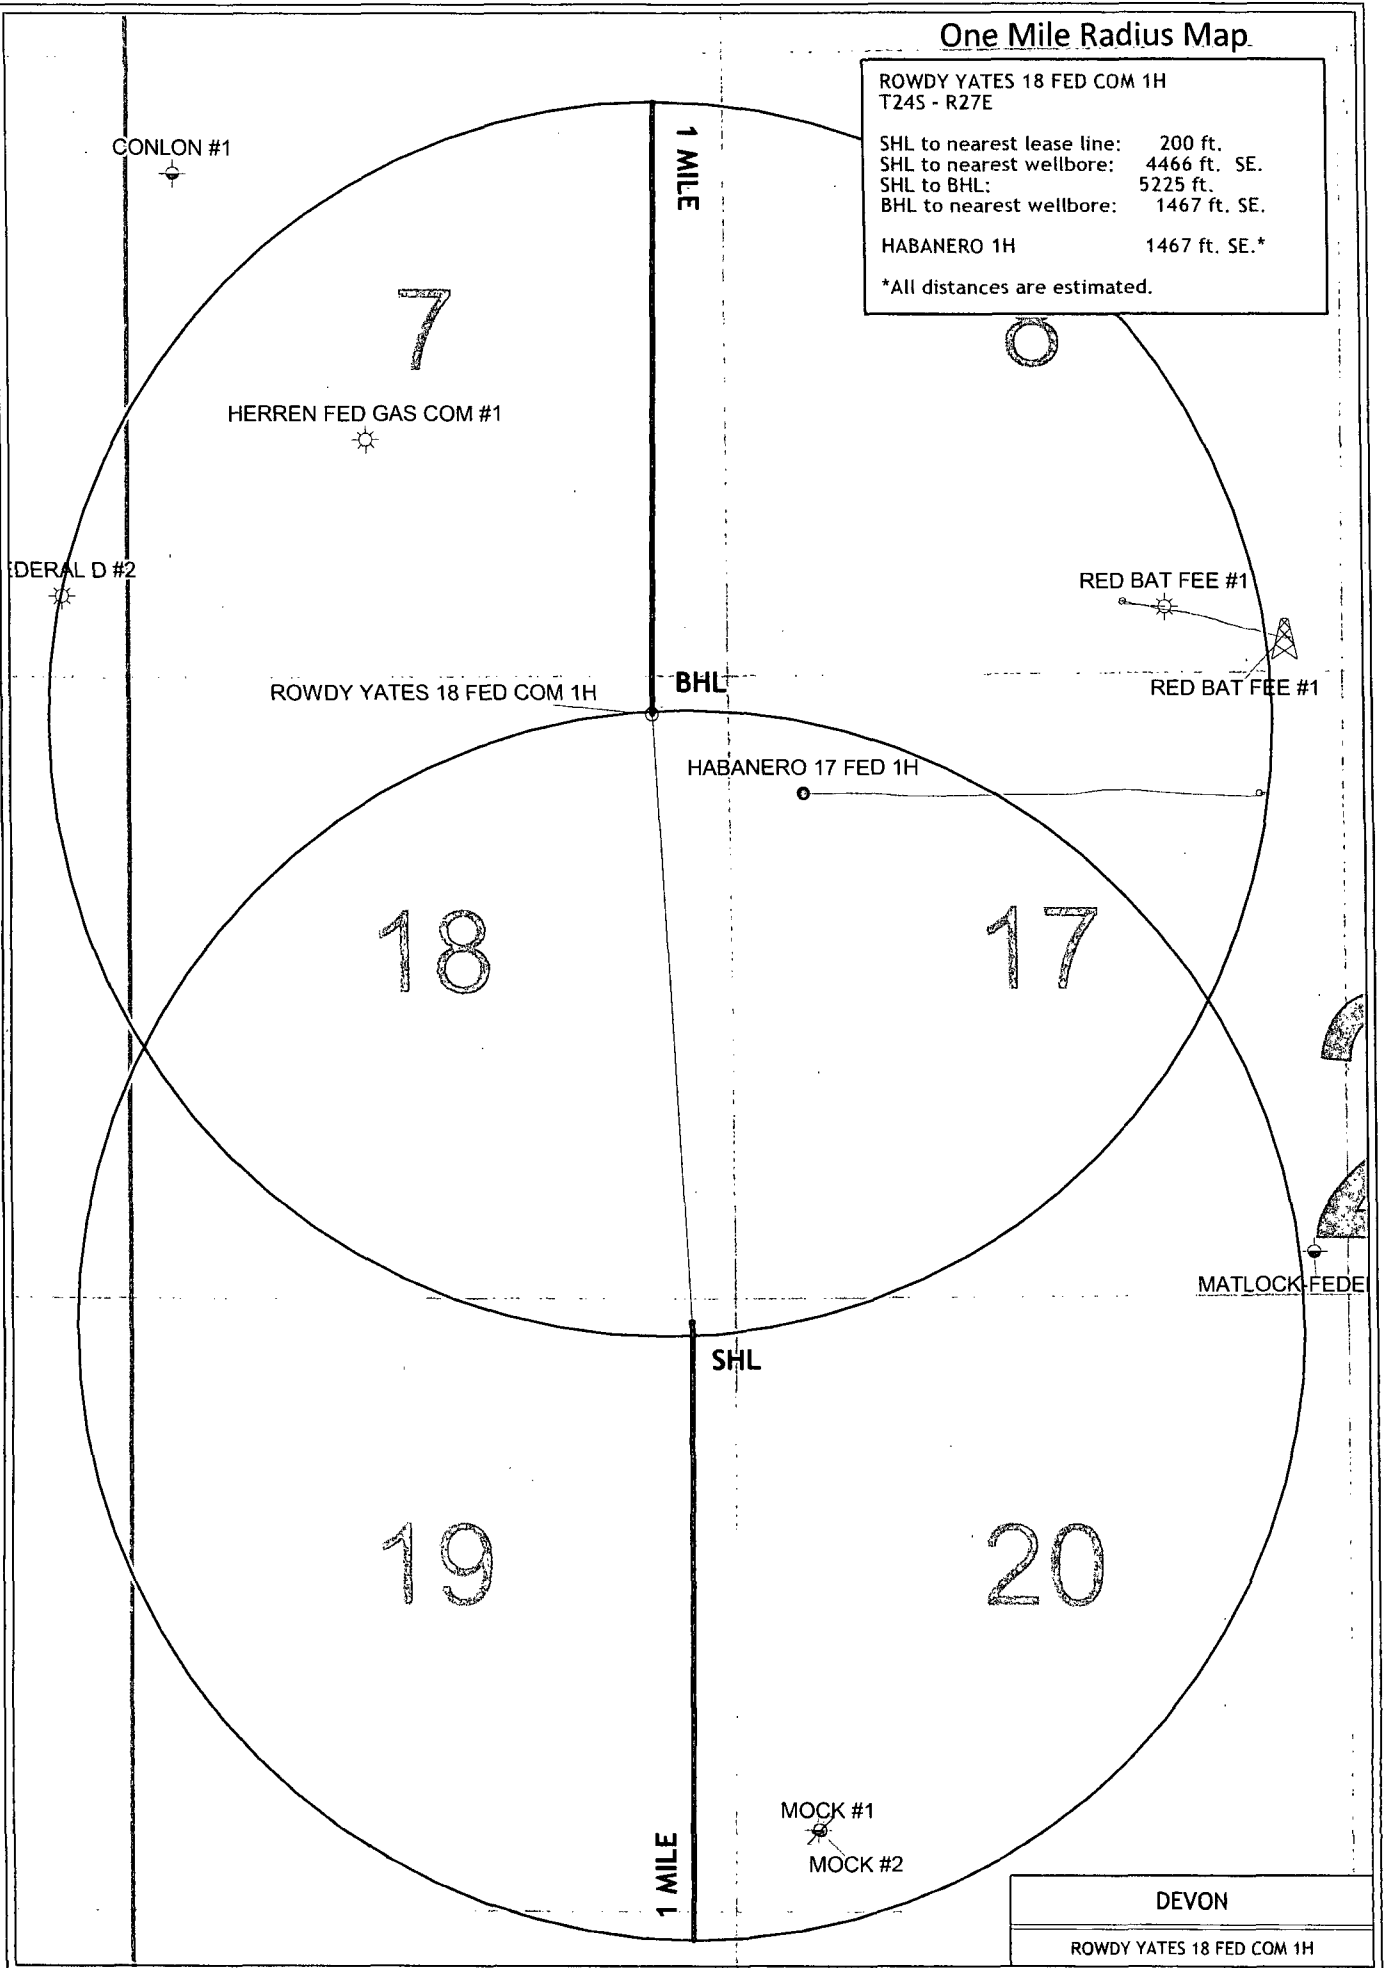 One Mile Radius Map
ROWDY YATES 18 FED COM 1H
T24S - R27E
SHL to nearest lease line: 200 ft.
SHL to nearest wellbore: 4466 ft. SE.
SHL to BHL: 5225 ft.
BHL to nearest wellbore: 1467 ft. SE.
HABANERO 1H 1467 ft. SE.*
*All distances are estimated.
CONLON #1
1 MILE
7
HERREN FED GAS COM #1
EDERAL D #2
RED BAT FEE #1
BHL
ROWDY YATES 18 FED COM 1H
RED BAT FEE #1
HABANERO 17 FED 1H
18
17
MATLOCK-FEDE
SHL
19
20
1 MILE
MOCK #1
MOCK #2
DEVON
ROWDY YATES 18 FED COM 1H